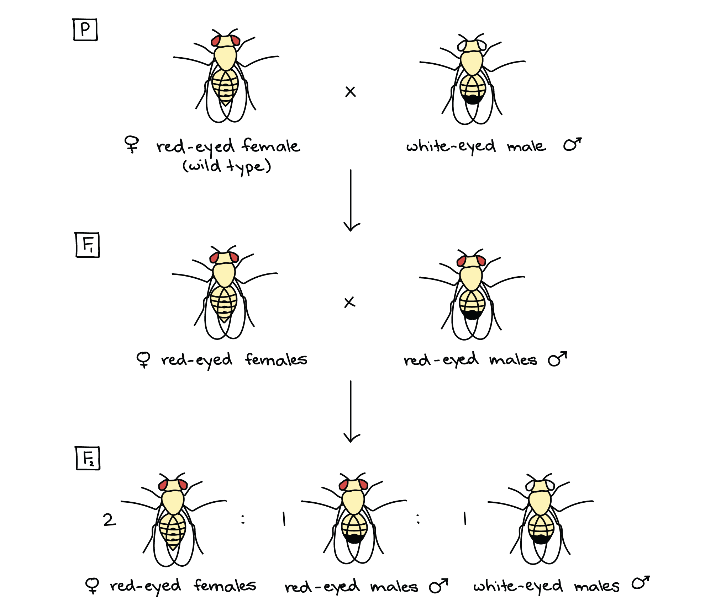 P
x
♀ red-eyed female
(wild type)
white-eyed male ♂
F₁
x
♀ red-eyed females
red-eyed males ♂
F₂
2 : 1 : 1
♀ red-eyed females
red-eyed males ♂
white-eyed males ♂